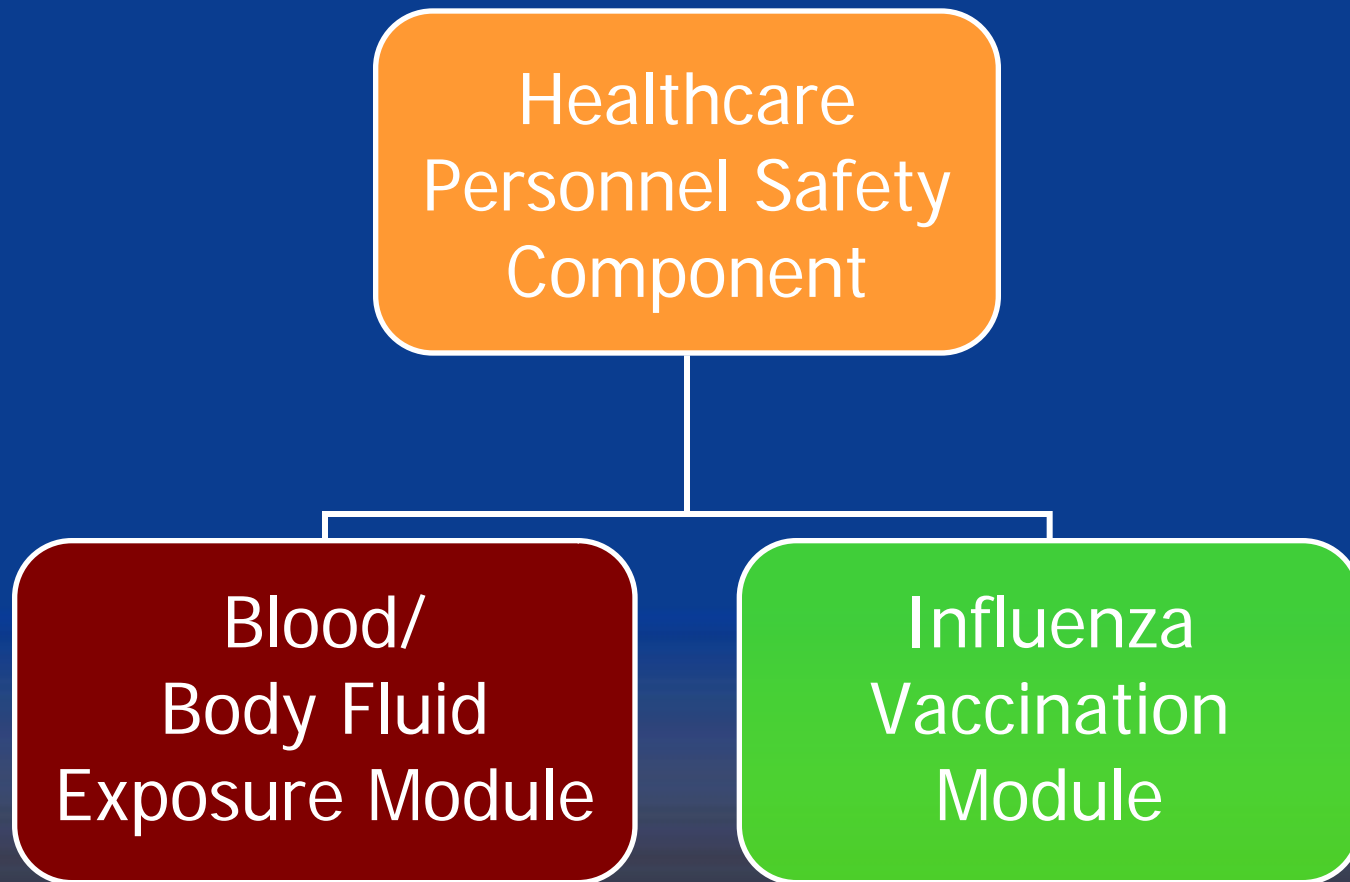 Healthcare
Personnel Safety
Component
Blood/
Body Fluid
Exposure Module
Influenza
Vaccination
Module